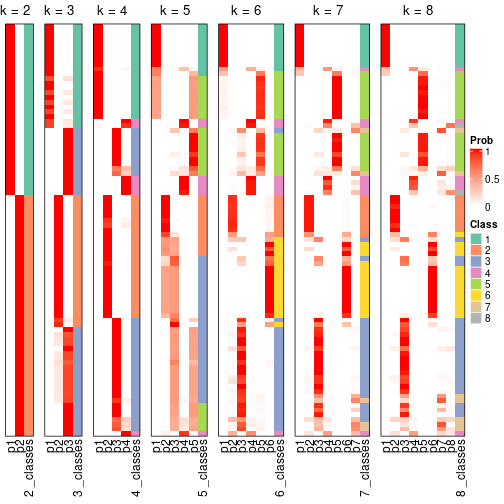 k = 2
k = 3
k = 4
k = 5
k = 6
k = 7
k = 8
Prob
1
0.5
0
Class
1
2
3
4
5
6
7
8
p1
p2
2_classes
p1
p2
p3
3_classes
p1
p2
p3
p4
4_classes
p1
p2
p3
p4
p5
5_classes
p1
p2
p3
p4
p5
p6
6_classes
p1
p2
p3
p4
p5
p6
p7
7_classes
p1
p2
p3
p4
p5
p6
p7
p8
8_classes